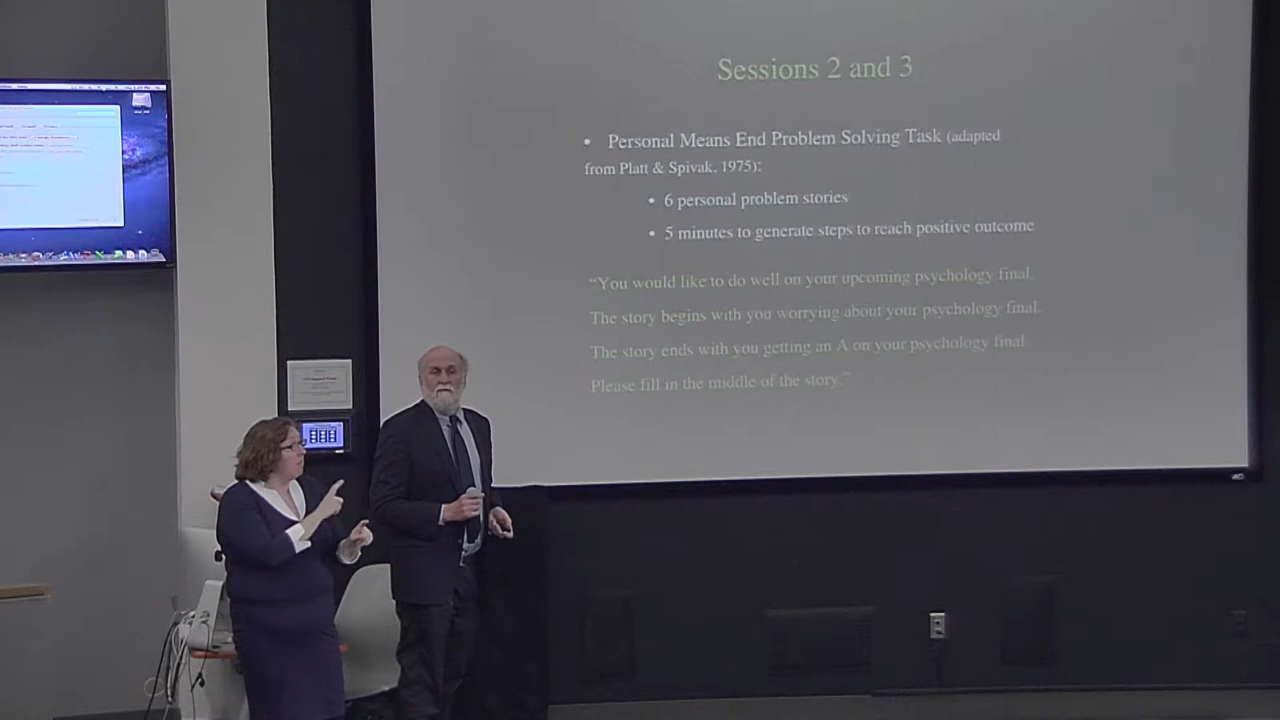 Sessions 2 and 3
• Personal Means End Problem Solving Task (adapted
from Platt & Spivak, 1975):
• 6 personal problem stories
• 5 minutes to generate steps to reach positive outcome
“You would like to do well on your upcoming psychology final.
The story begins with you worrying about your psychology final.
The story ends with you getting an A on your psychology final.
Please fill in the middle of the story.”